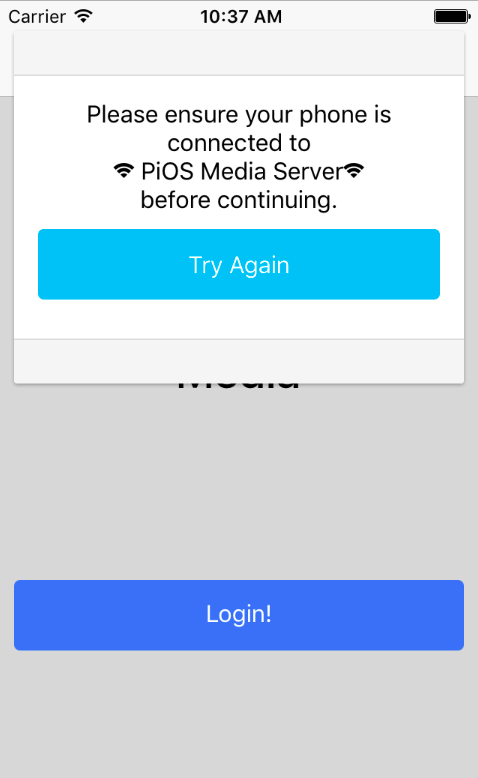 Carrier 10:37 AM
Please ensure your phone is
connected to
PiOS Media Server
before continuing.
Try Again
Media
Login!